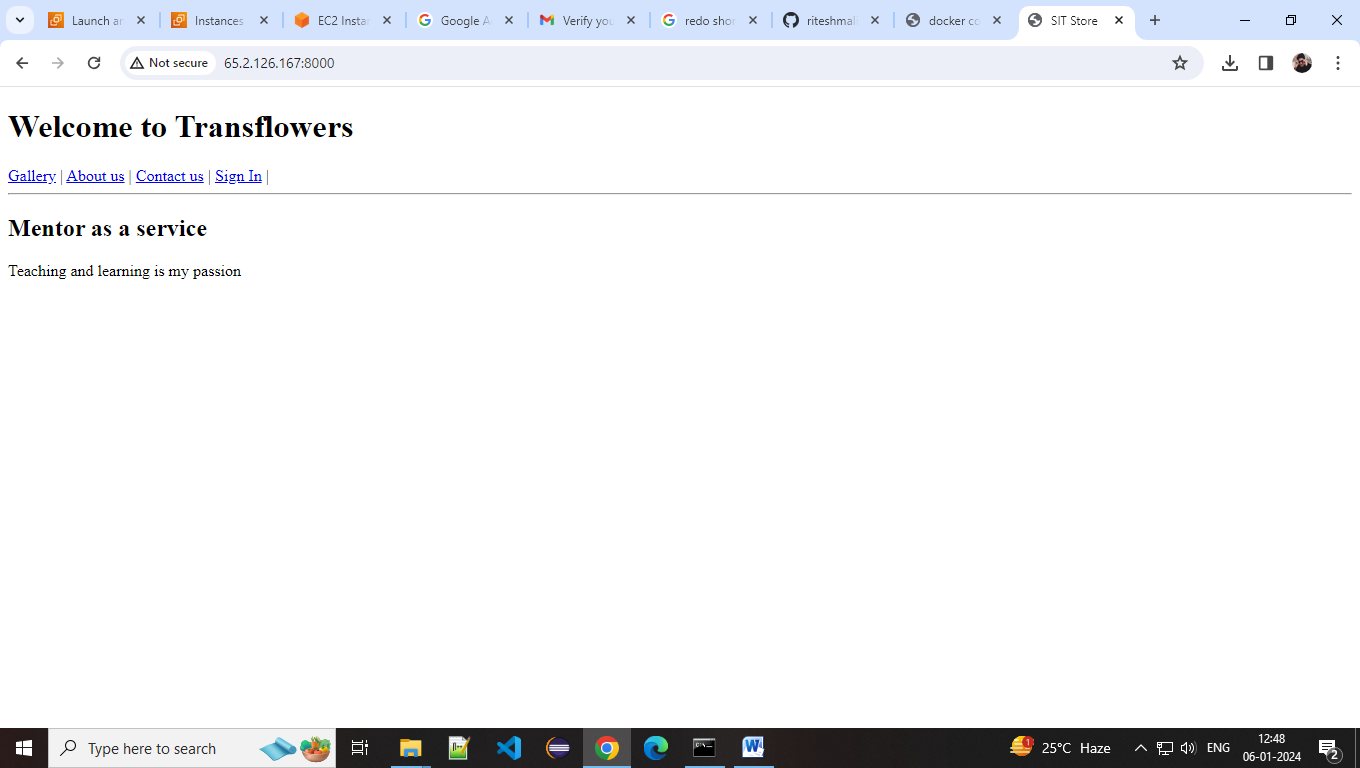 Launch an
Instances
EC2 Instan
Google A
Verify you
redo shor
riteshmal
docker co
SIT Store
Not secure
65.2.126.167:8000
Welcome to Transflowers
Gallery | About us | Contact us | Sign In |
Mentor as a service
Teaching and learning is my passion
Type here to search
1
25°C Haze
ENG
12:48
06-01-2024
2